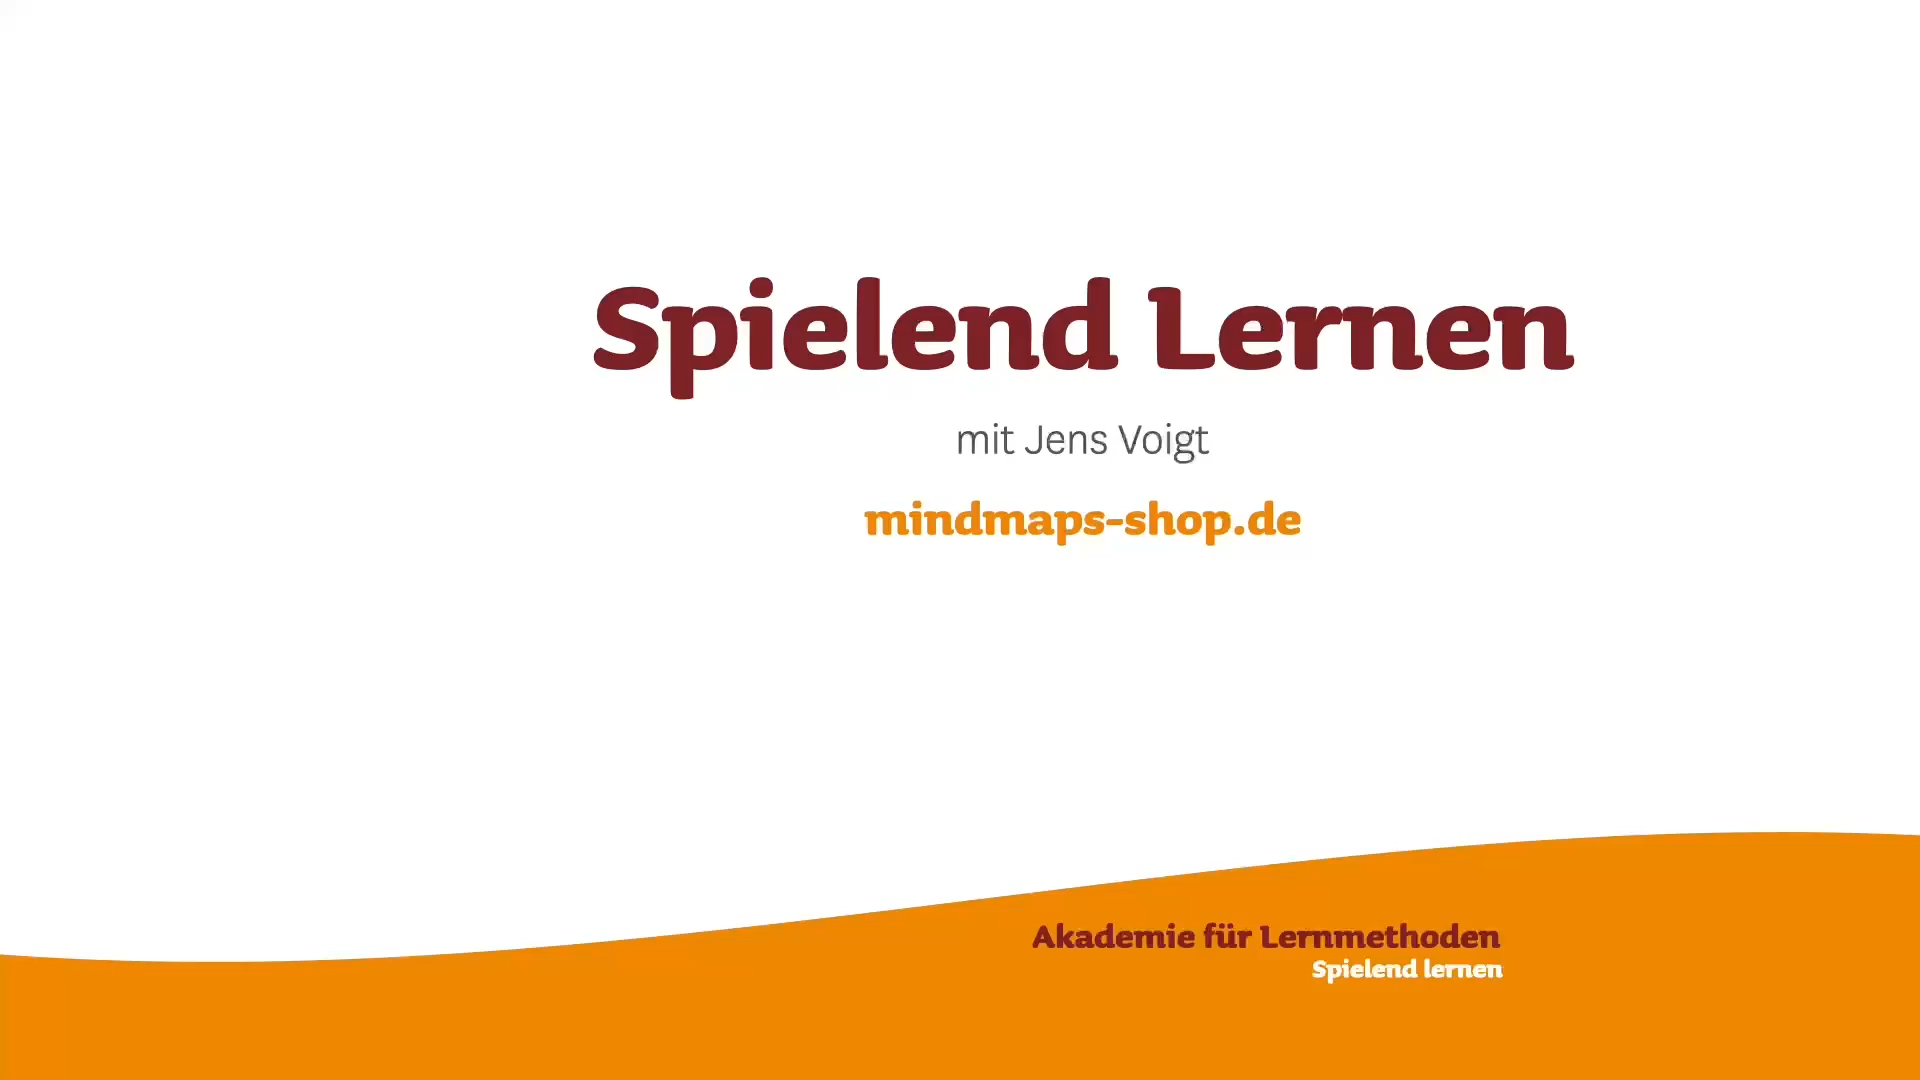 Spielend Lernen
mit Jens Voigt
mindmaps-shop.de
Akademie für Lernmethoden
Spielend lernen